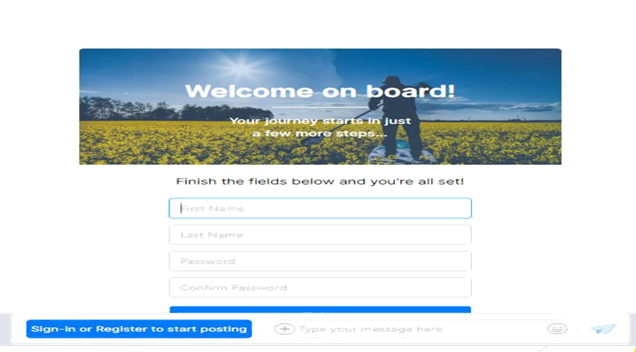 Welcome on board!
Your journey starts in just
a few more steps...
Finish the fields below and you're all set!
First Name
Last Name
Password
Confirm Password
Sign-in or Register to start posting
Type your message here